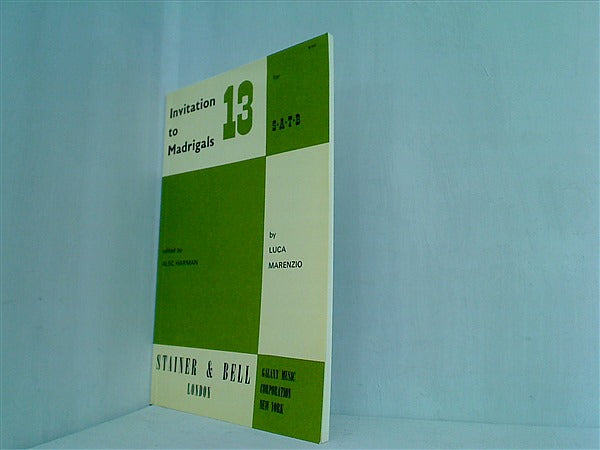 Invitation
to
Madrigals
13
for
S·A·T·B
edited by
ALEC HARMAN
by
LUCA
MARENZIO
STAINER & BELL
LONDON
GALAXY MUSIC
CORPORATION
NEW YORK